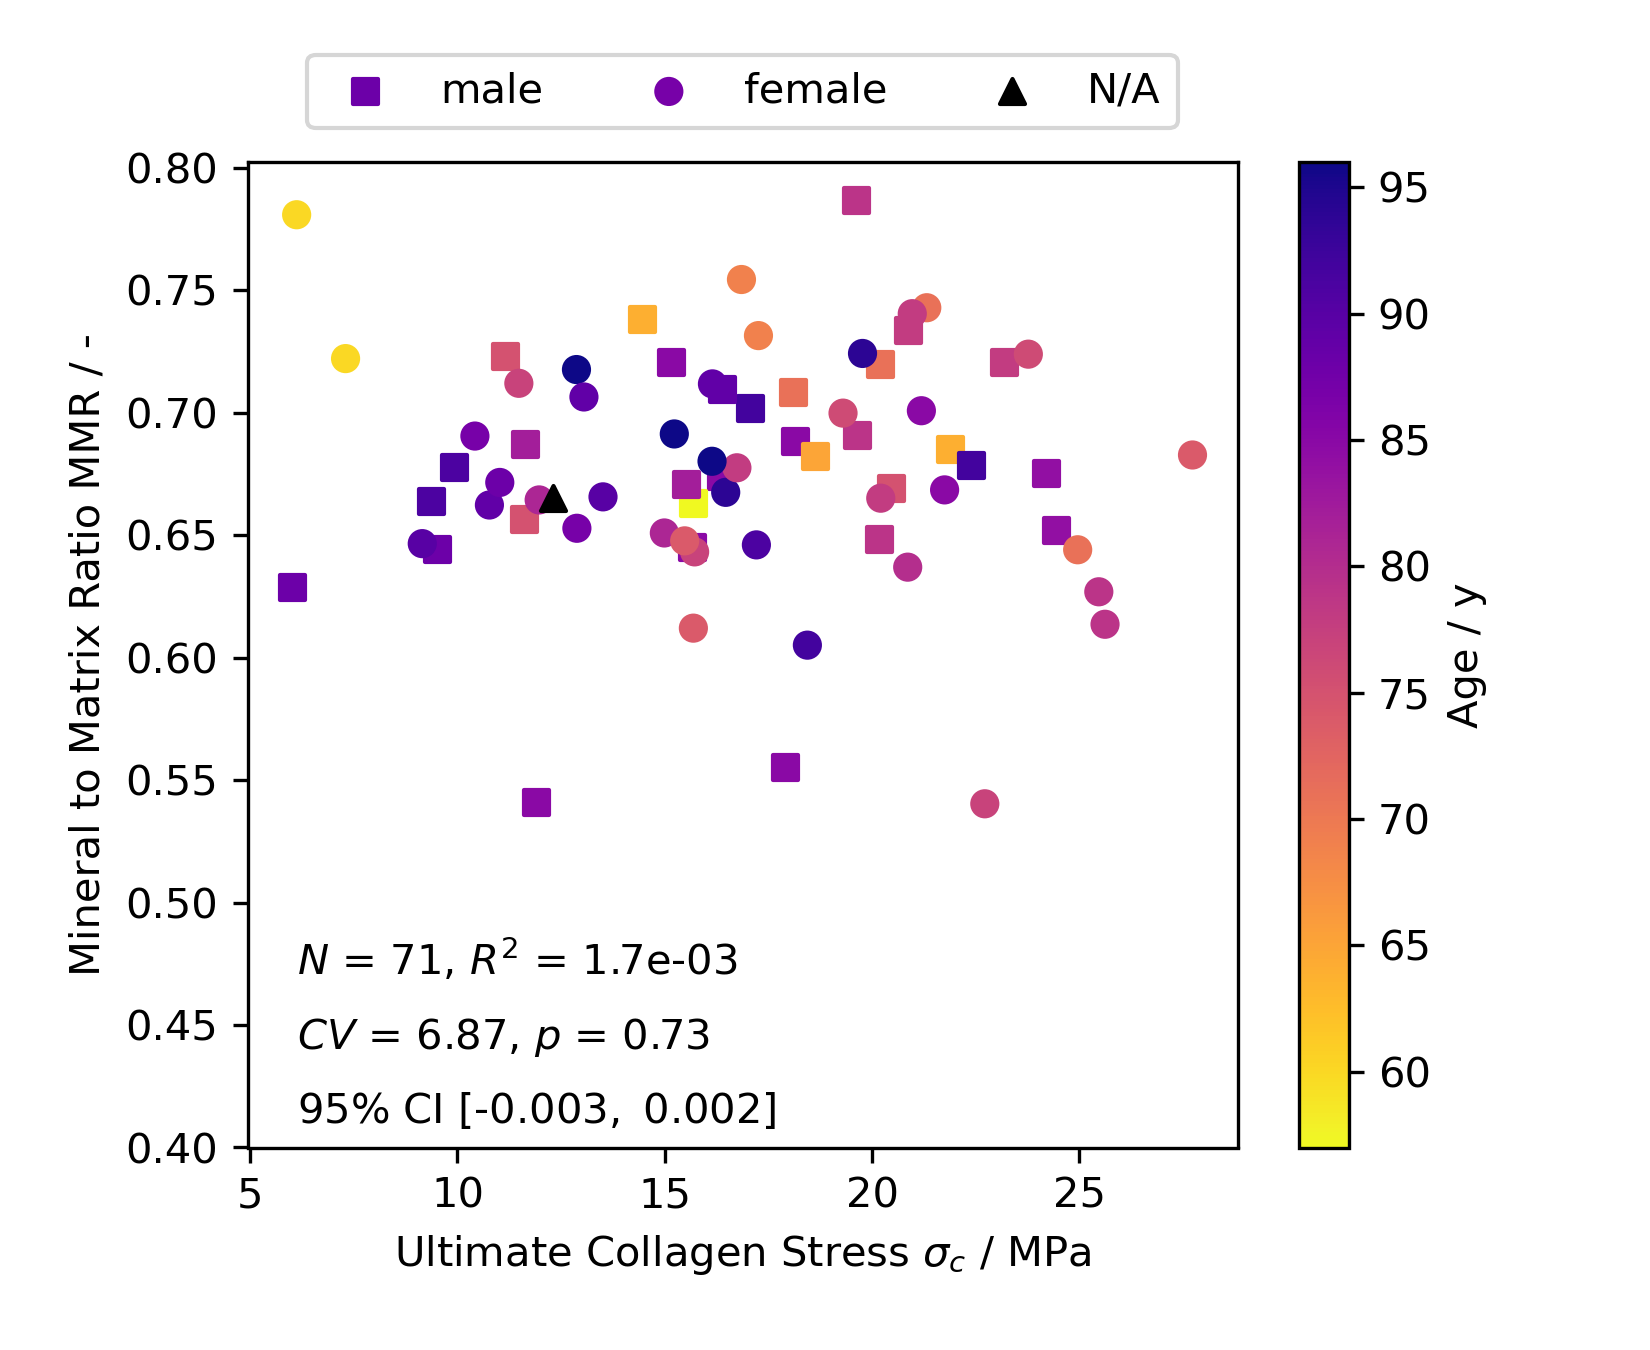 male female N/A
0.80
0.75
0.70
0.65
0.60
0.55
0.50
0.45
0.40
Mineral to Matrix Ratio MMR / -
N = 71, R² = 1.7e-03
CV = 6.87, p = 0.73
95% CI [-0.003, 0.002]
5 10 15 20 25
Ultimate Collagen Stress σ_c / MPa
95
90
85
80
75
70
65
60
Age / y